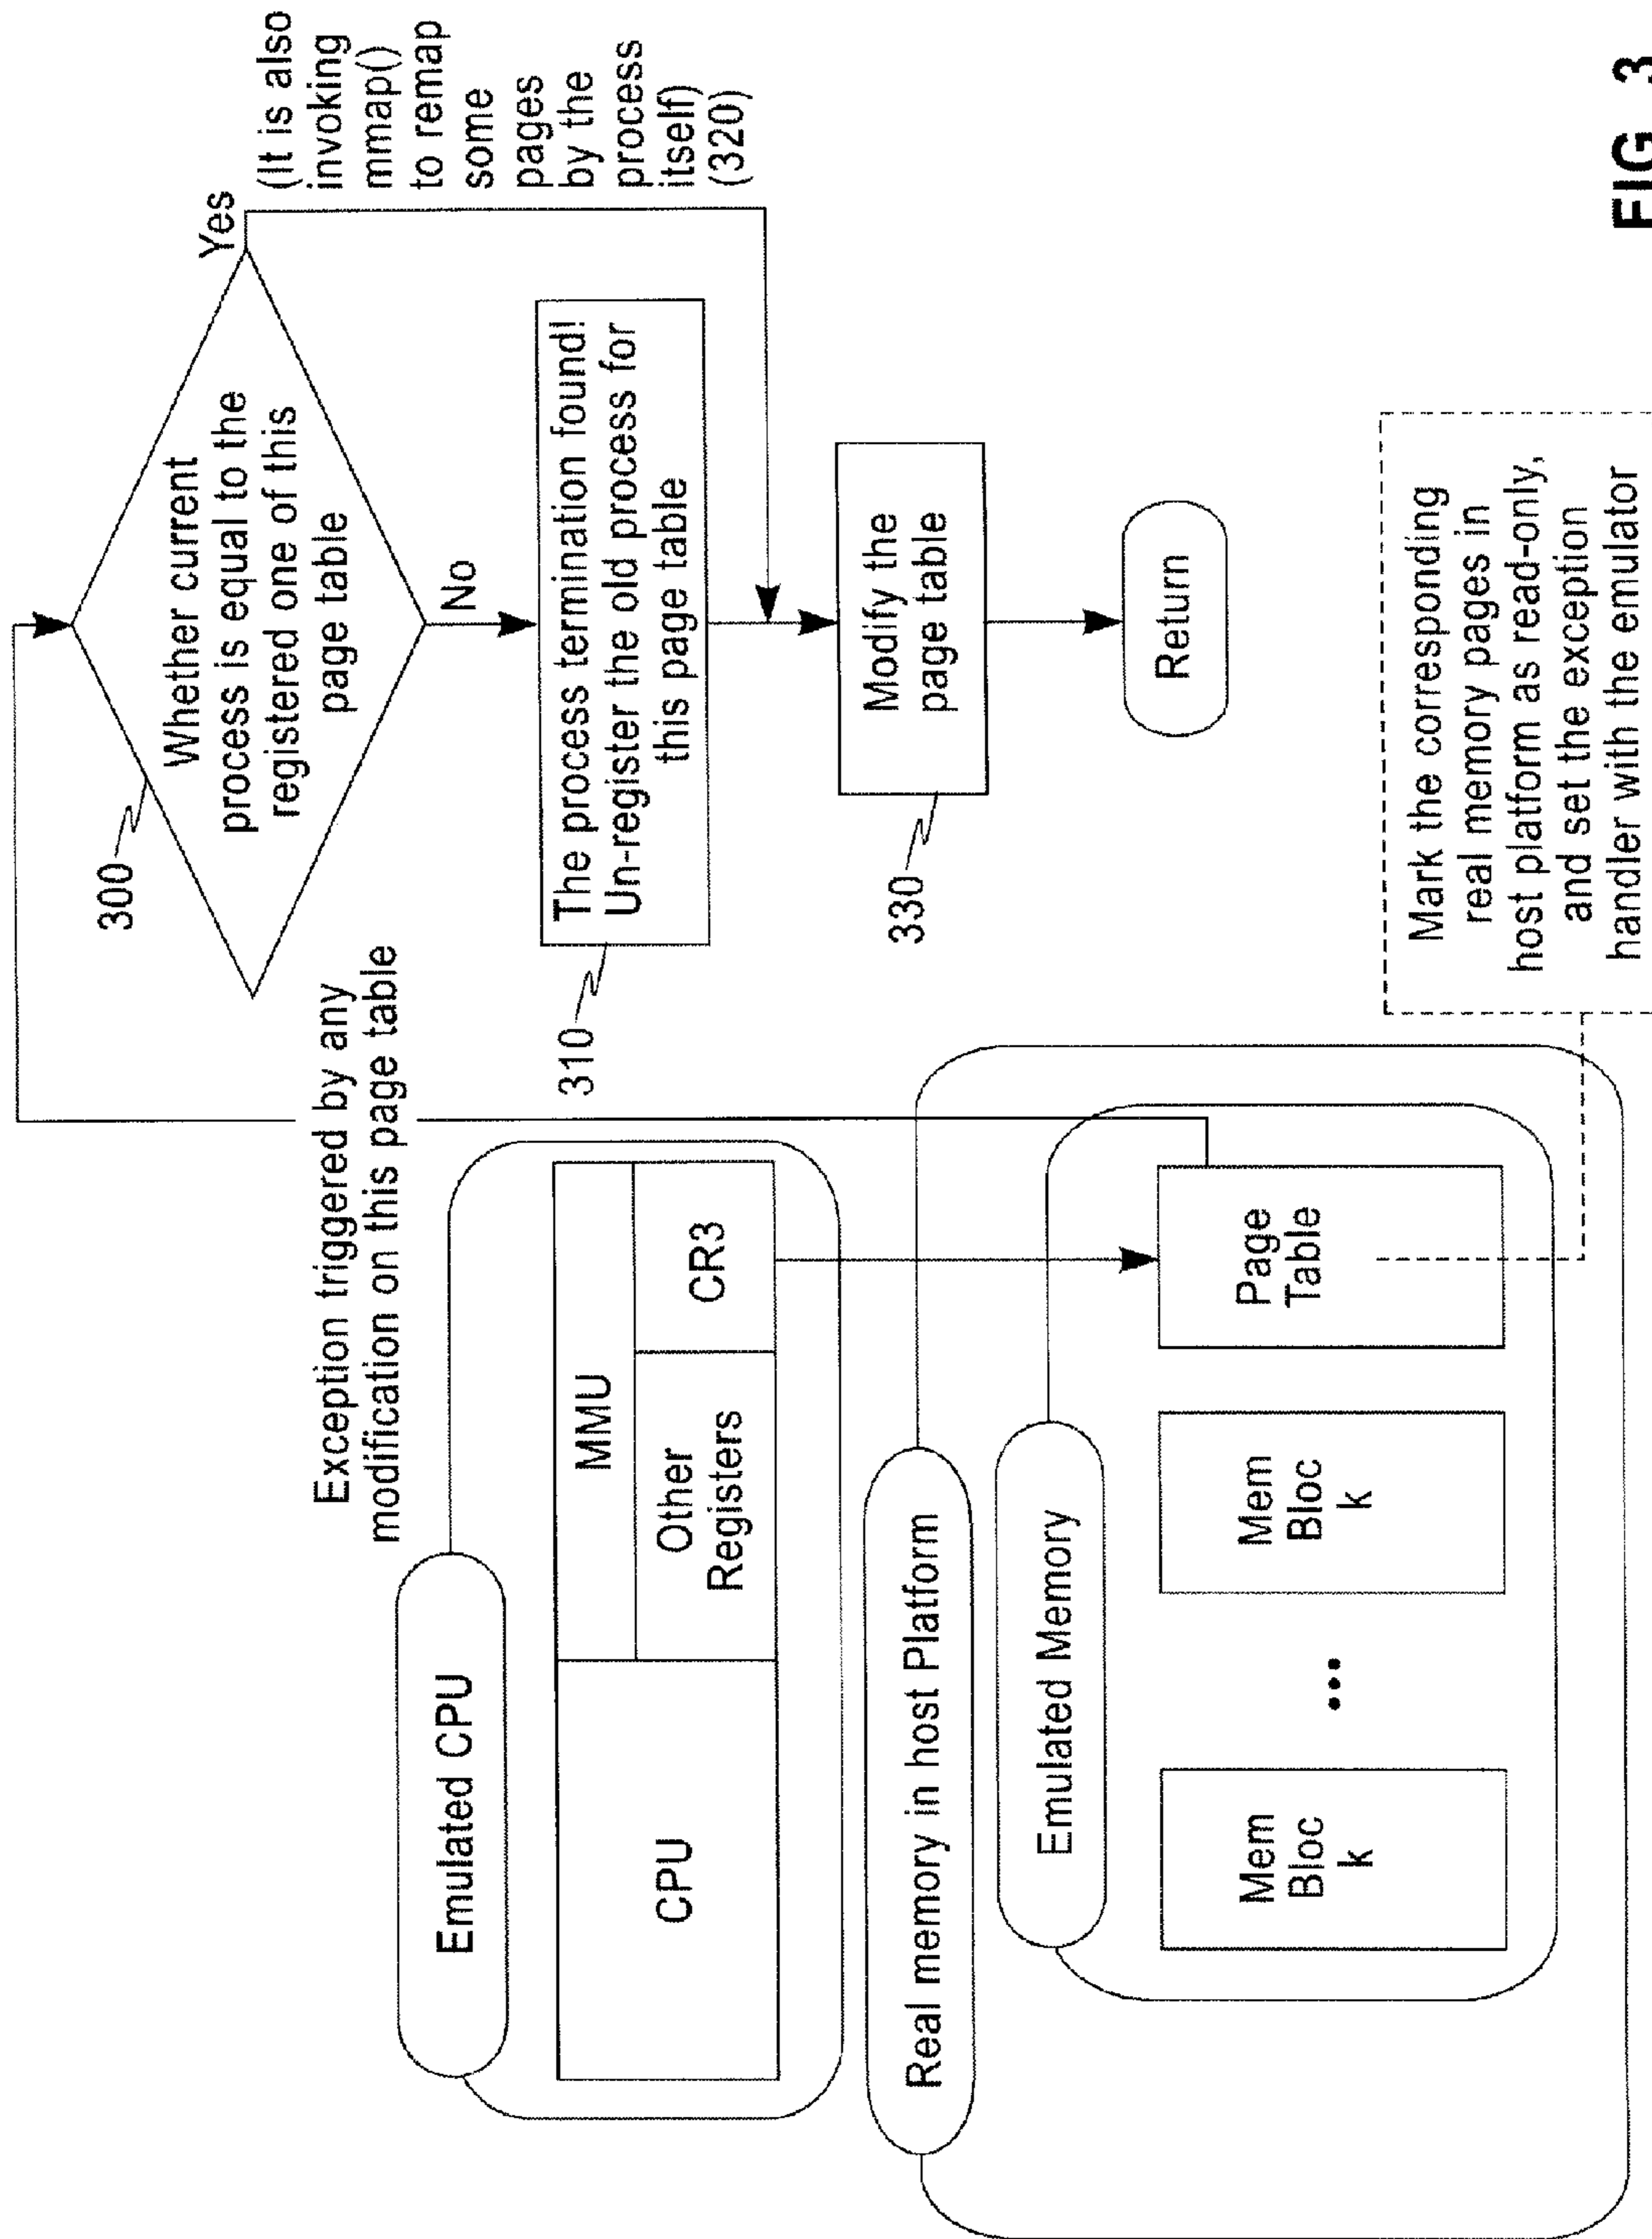 Exception triggered by any
modification on this page table
Emulated CPU
CPU
MMU
Other
Registers
CR3
Real memory in host Platform
Emulated Memory
Mem
Bloc
k
...
Mem
Bloc
k
Page
Table
300
Whether current
process is equal to the
registered one of this
page table
Yes
(It is also
invoking
mmap()
to remap
some
pages
by the
process
itself)
(320)
No
310
The process termination found!
Un-register the old process for
this page table
330
Modify the
page table
Return
Mark the corresponding
real memory pages in
host platform as read-only,
and set the exception
handler with the emulator
FIG 3